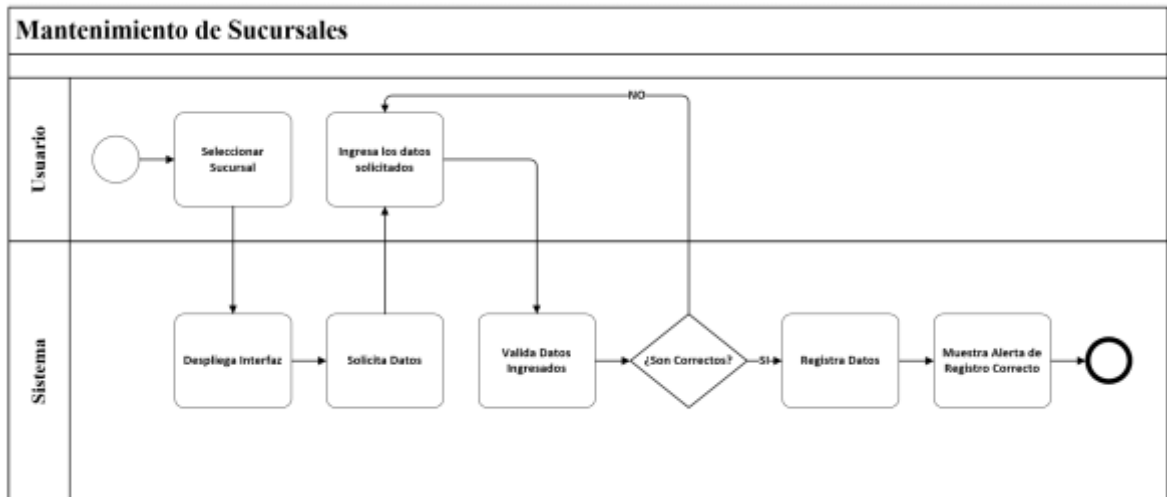 Mantenimiento de Sucursales
Usuario
Seleccionar
Sucursal
Ingresa los datos
solicitados
NO
Sistema
Despliega Interfaz
Solicita Datos
Valida Datos
Ingresados
¿Son Correctos?
SI
Registra Datos
Muestra Alerta de
Registro Correcto